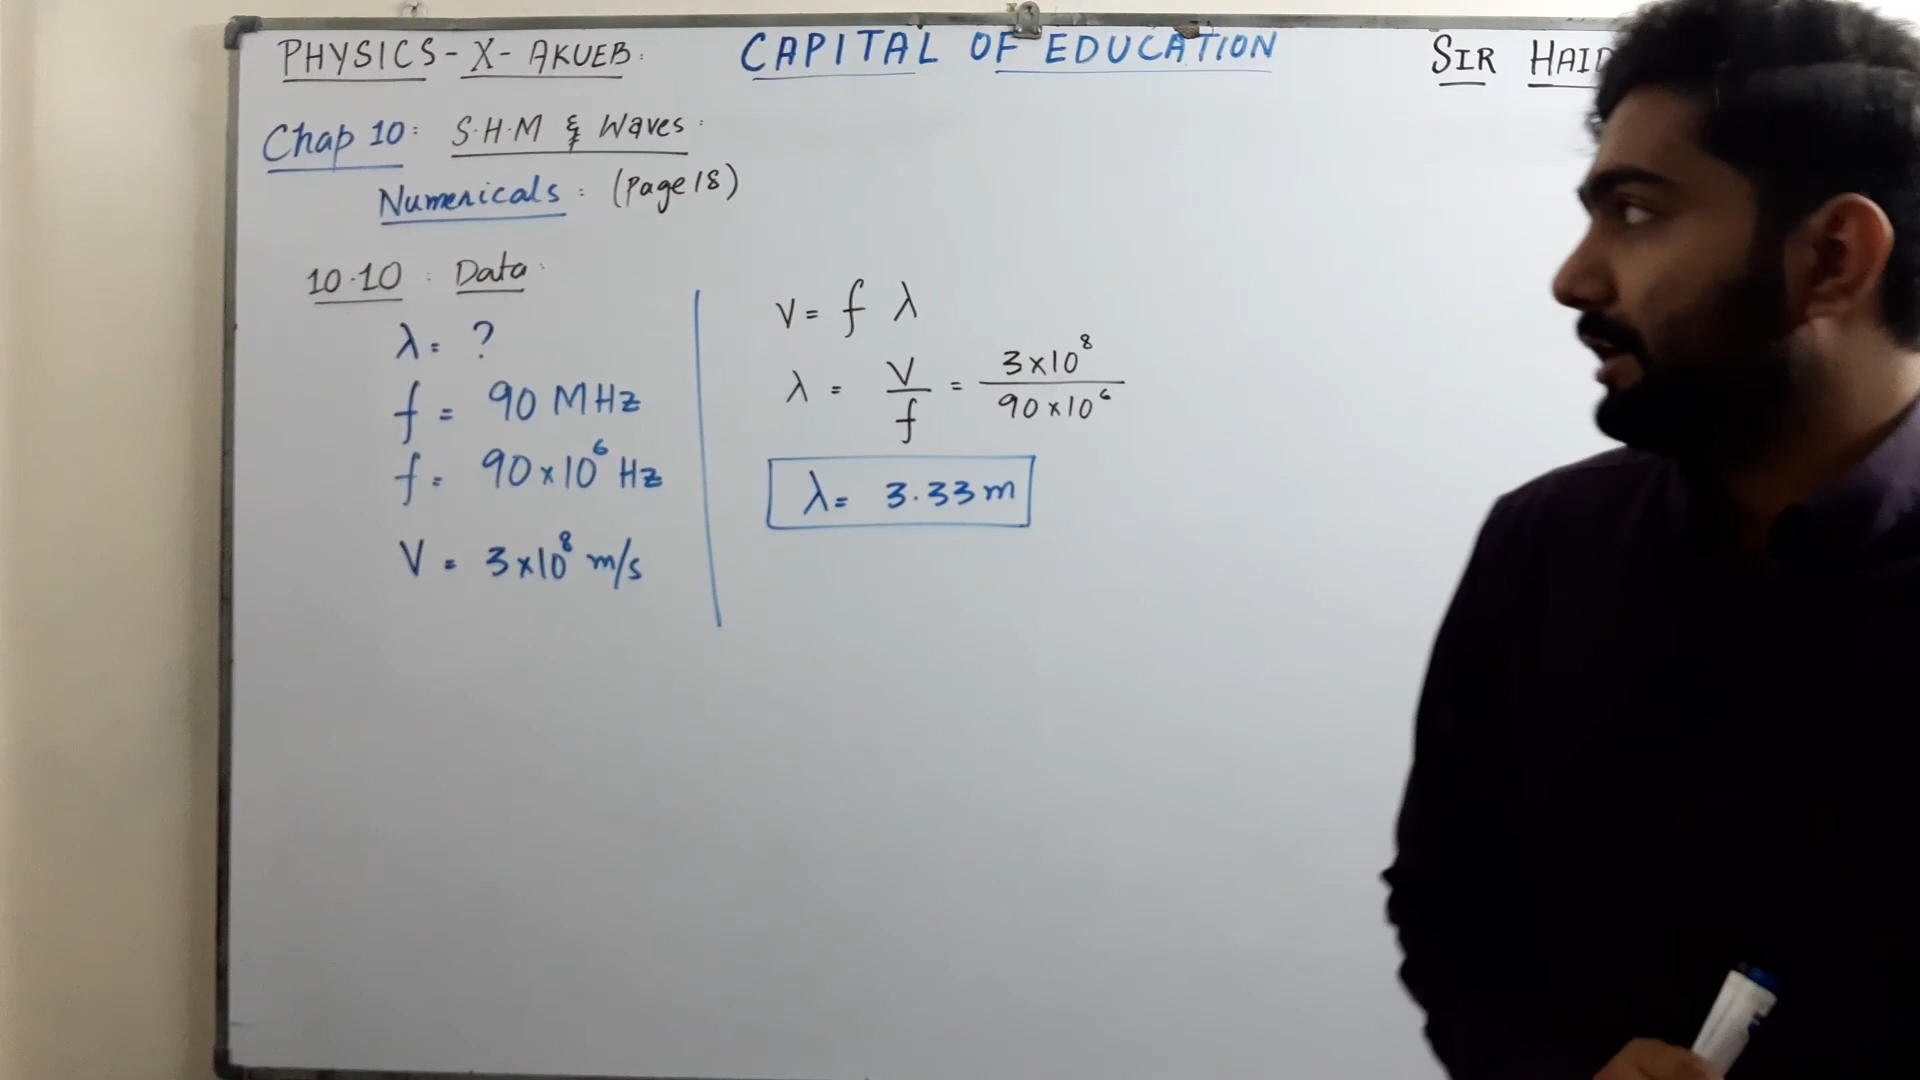 PHYSICS - X - AKUEB:
CAPITAL OF EDUCATION
SIR
Chap 10: S.H.M & Waves:
Numericals: (Page 18)
10.10: Data:
λ = ?
f = 90 MHz
f = 90×10⁶ Hz
V = 3×10⁸ m/s
V = f λ
λ = V/f = 3×10⁸/90×10⁶
λ = 3.33 m